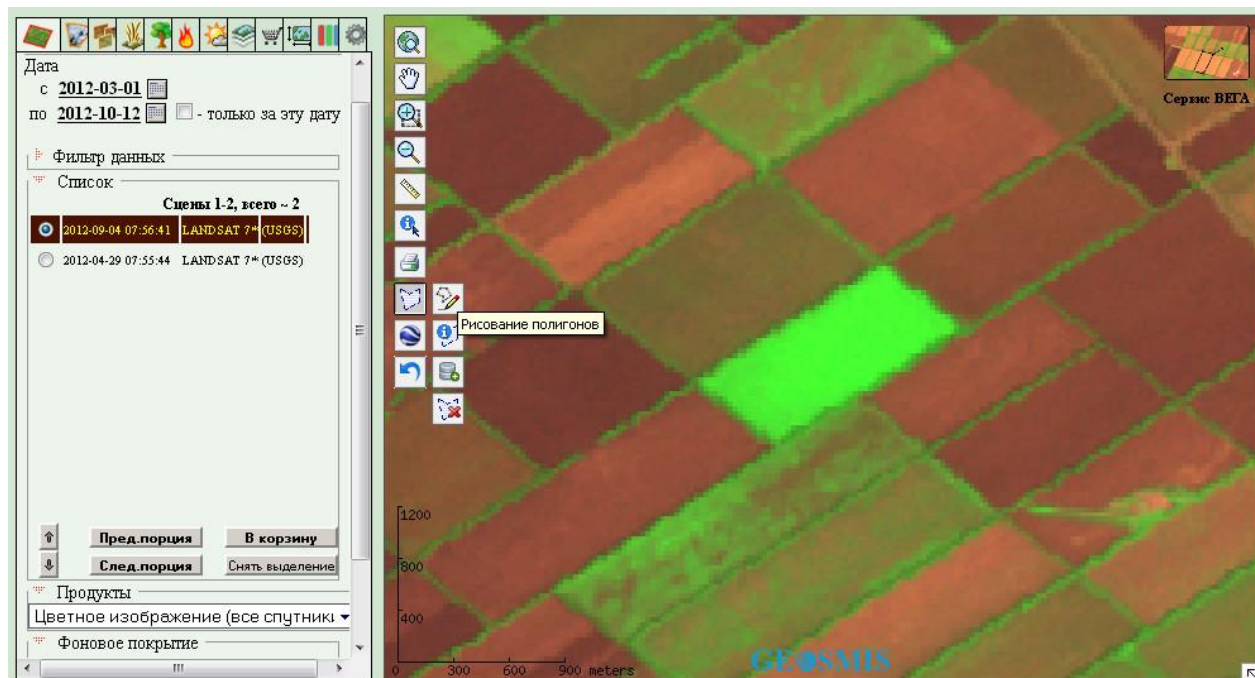 Дата
с 2012-03-01
по 2012-10-12 - только за эту дату
Фильтр данных
Список
Сцены 1-2, всего ~ 2
2012-09-04 07:56:41 LANDSAT 7* (USGS)
2012-04-29 07:55:44 LANDSAT 7* (USGS)
Пред.порция В корзину
След.порция Снять выделение
Продукты
Цветное изображение (все спутники
Фоновое покрытие
Рисование полигонов
Сервис ВЕГА
1200
800
400
0 300 600 900 meters
GEOSMIS